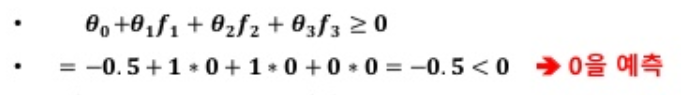 • θ₀+θ₁f₁ + θ₂f₂ + θ₃f₃ ≥ 0
• = −0.5 + 1 * 0 + 1 * 0 + 0 * 0 = −0.5 < 0 ➔ 0을 예측